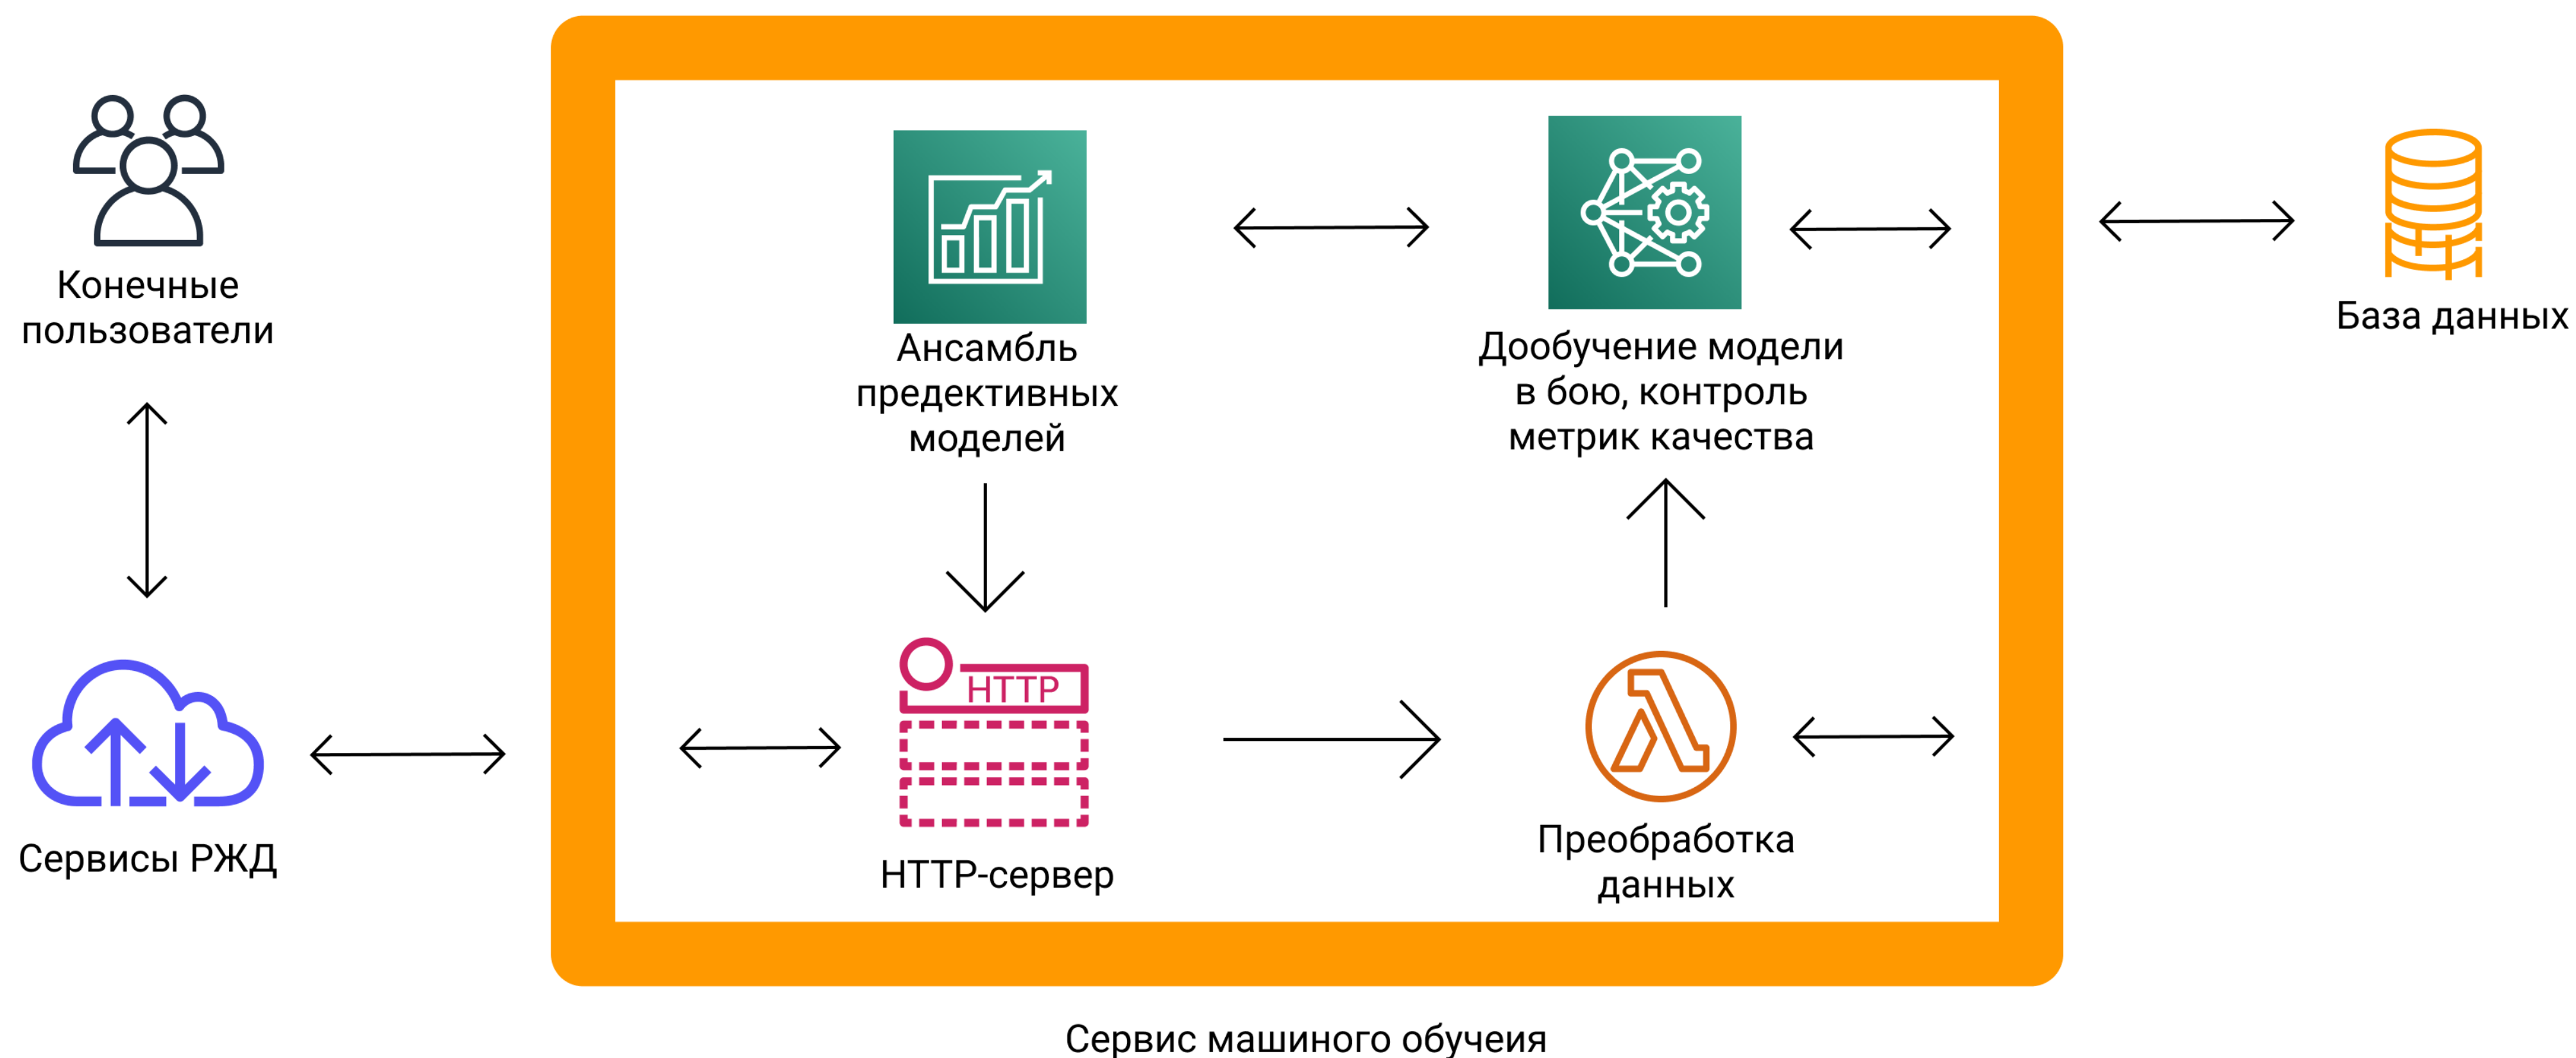 Конечные
пользователи
Сервисы РЖД
Ансамбль
предективных
моделей
Дообучение модели
в бою, контроль
метрик качества
HTTP
HTTP-сервер
Преобработка
данных
База данных
Сервис машиного обучеия